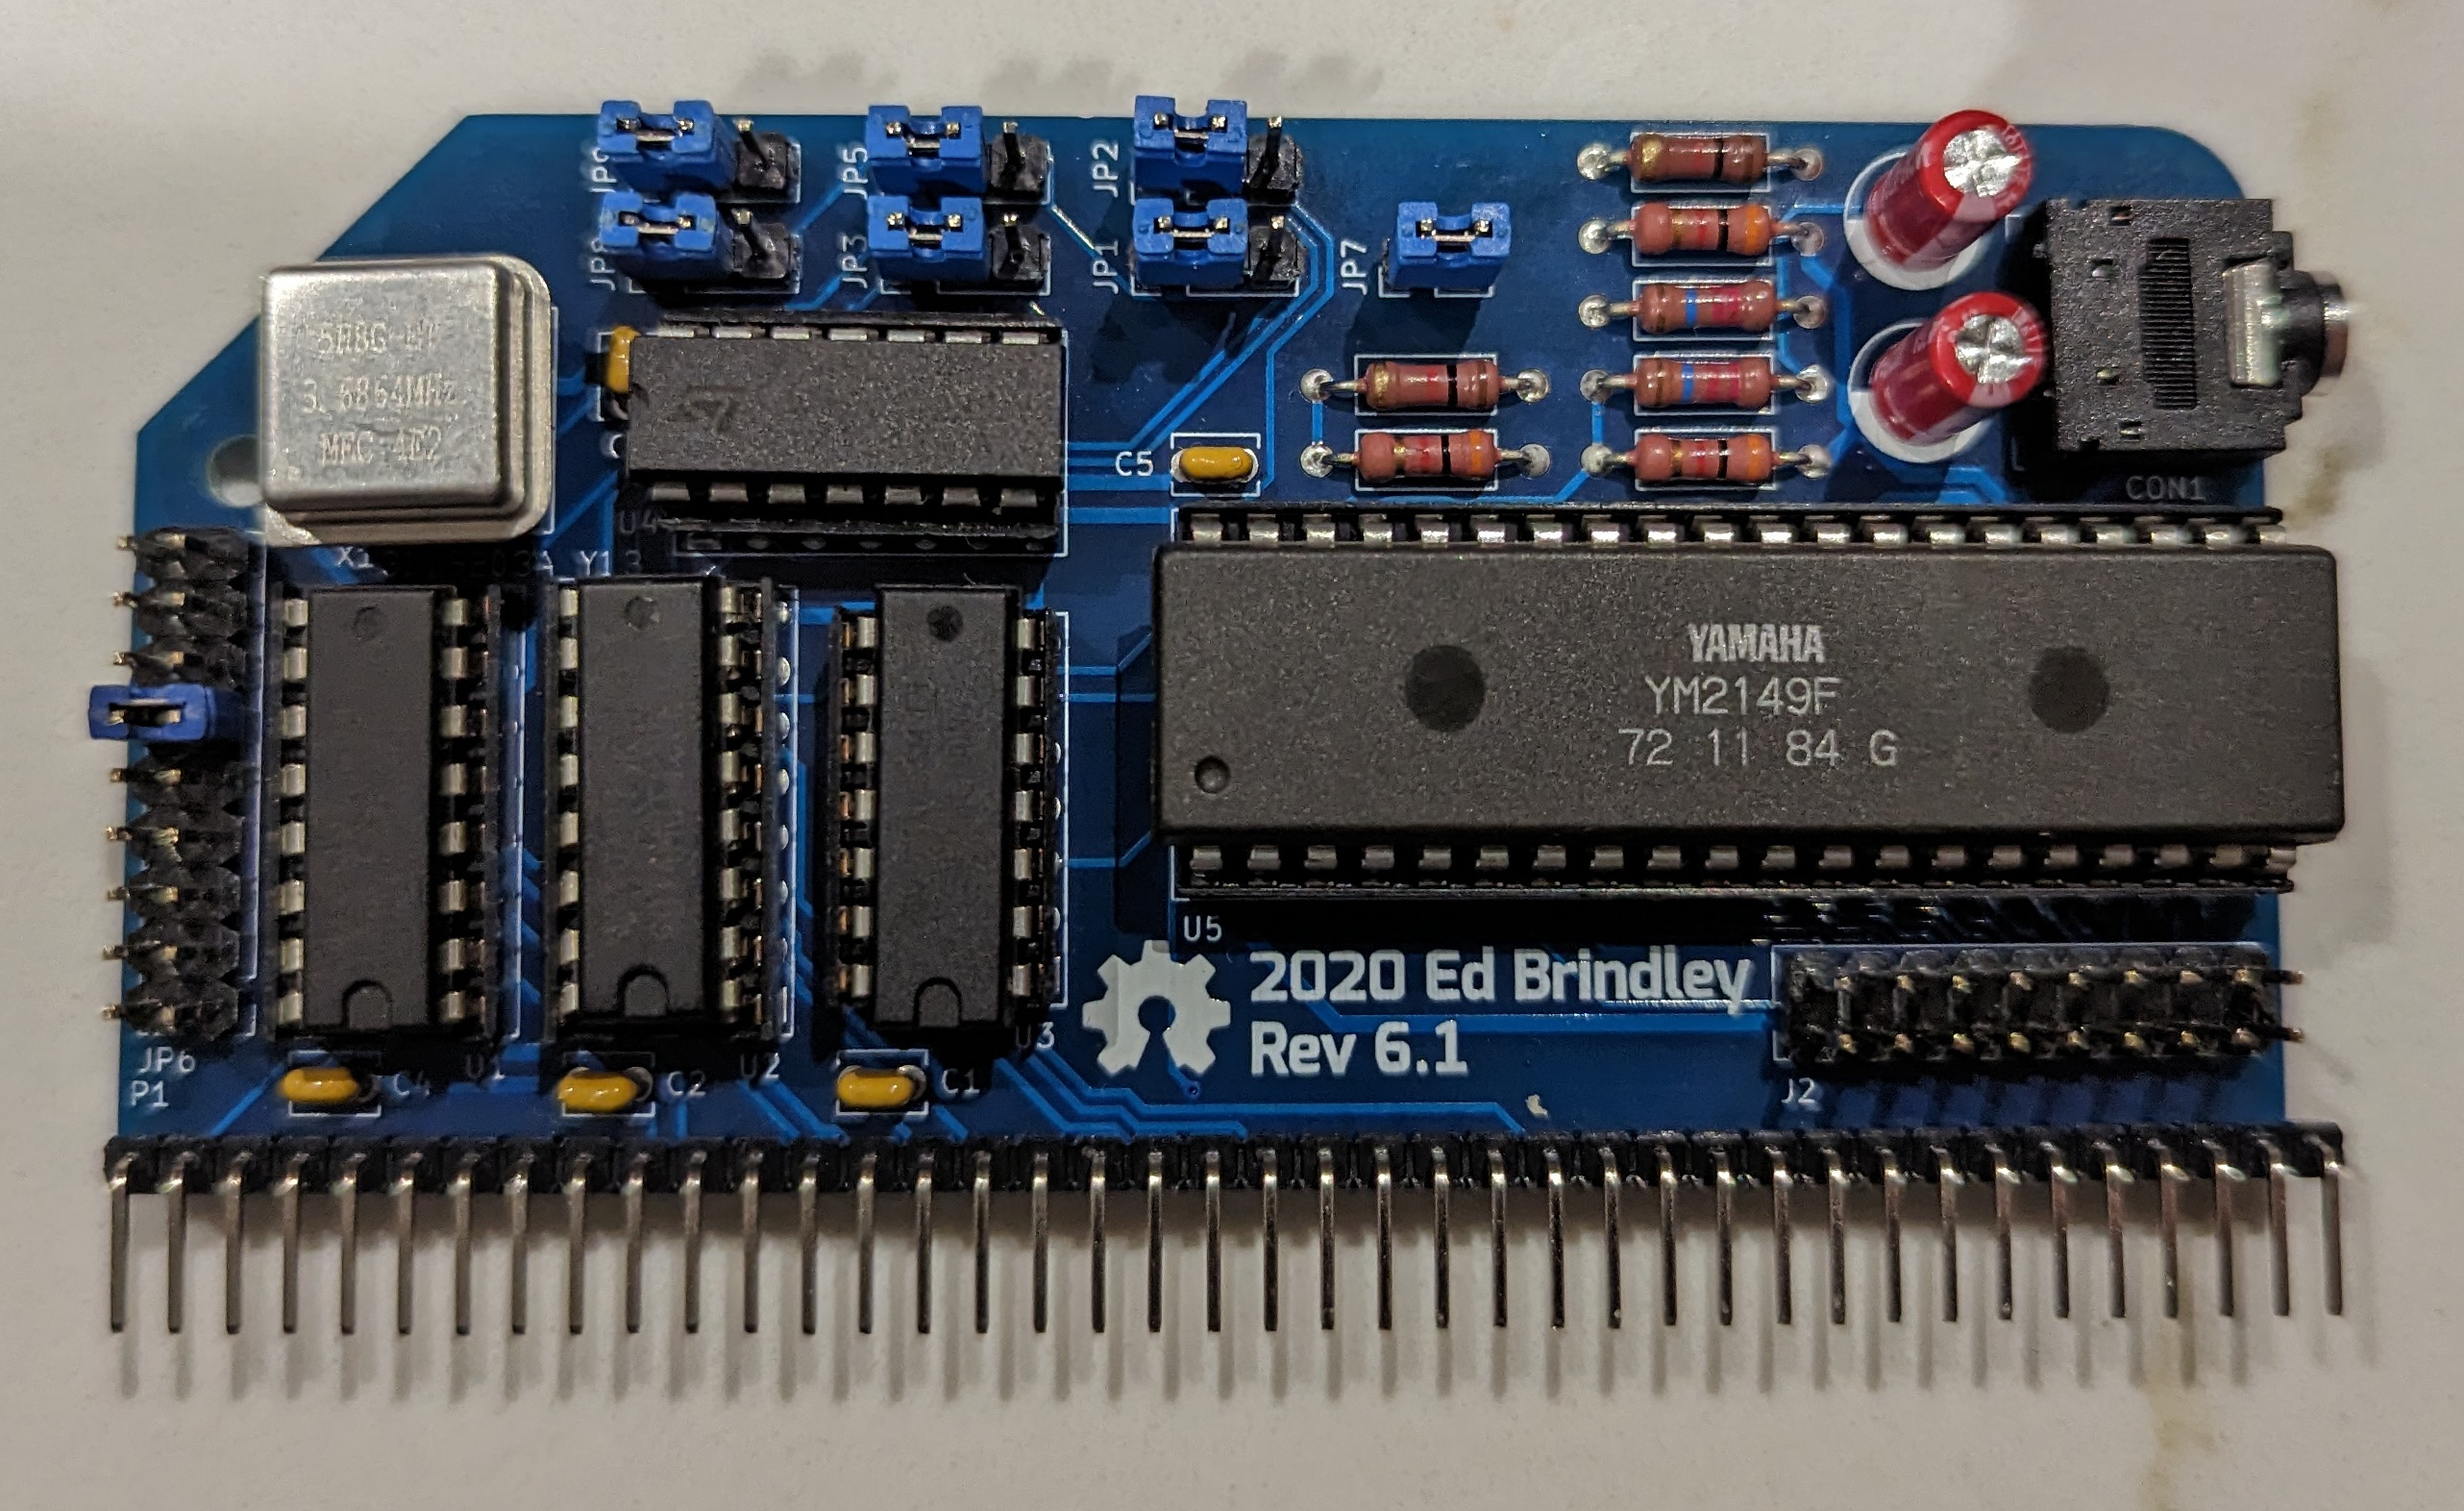 JP5
JP2
JP3
JP1
JP7
3.6864MHz
C5
CON1
U4
X1
YAMAHA
YM2149F
72 11 84 G
U5
2020 Ed Brindley
Rev 6.1
JP6
P1
C4
U1
C2
U2
C1
U3
J2